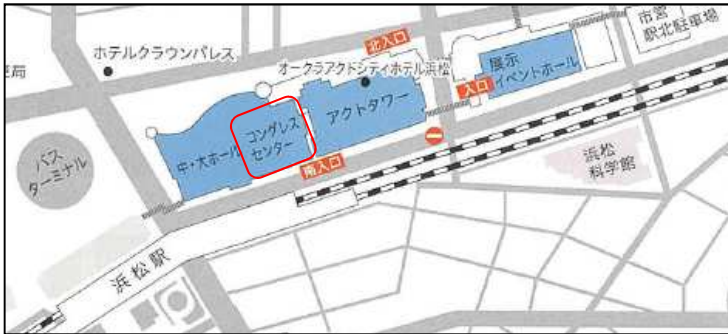 北入口
市営
駅北駐車場
ホテルクラウンパレス
オークラアクトシティホテル浜松
展示
イベントホール
入口
更局
コングレス
センター
アクトタワー
中・大ホール
南入口
バス
ターミナル
浜松
科学館
浜松駅